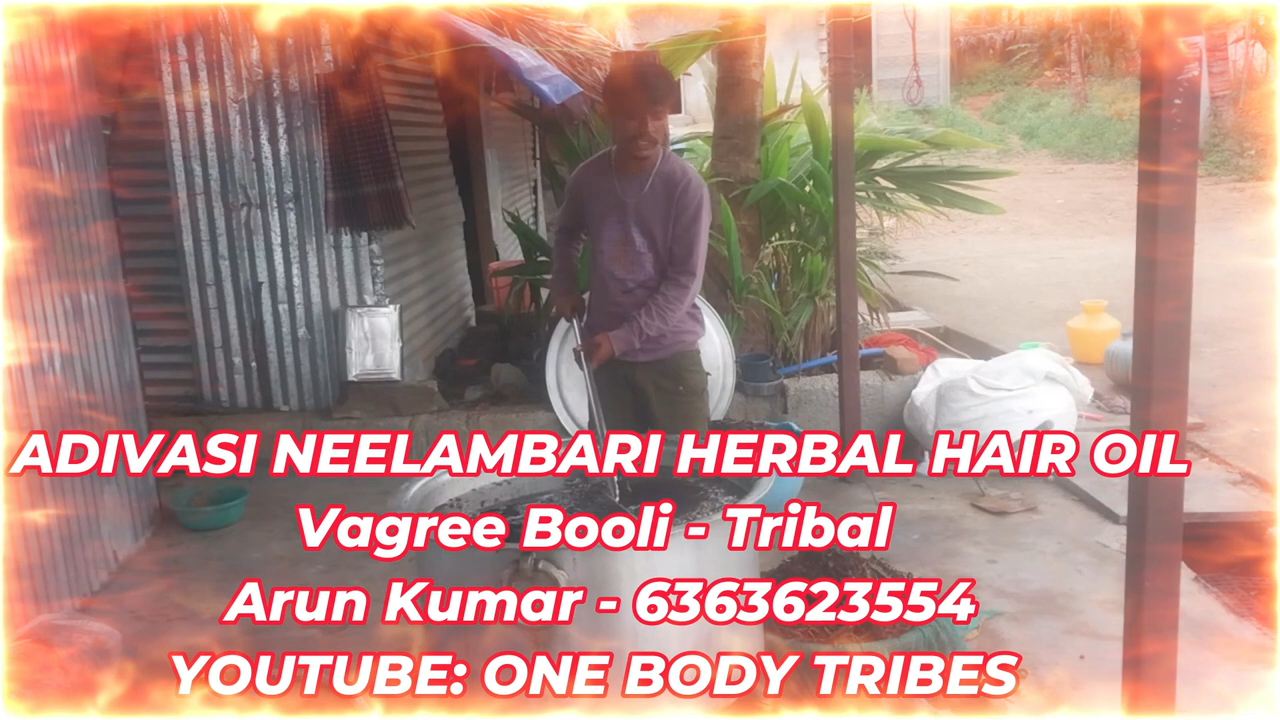 ADIVASI NEELAMBARI HERBAL HAIR OIL
Vagree Booli - Tribal
Arun Kumar - 6363623554
YOUTUBE: ONE BODY TRIBES